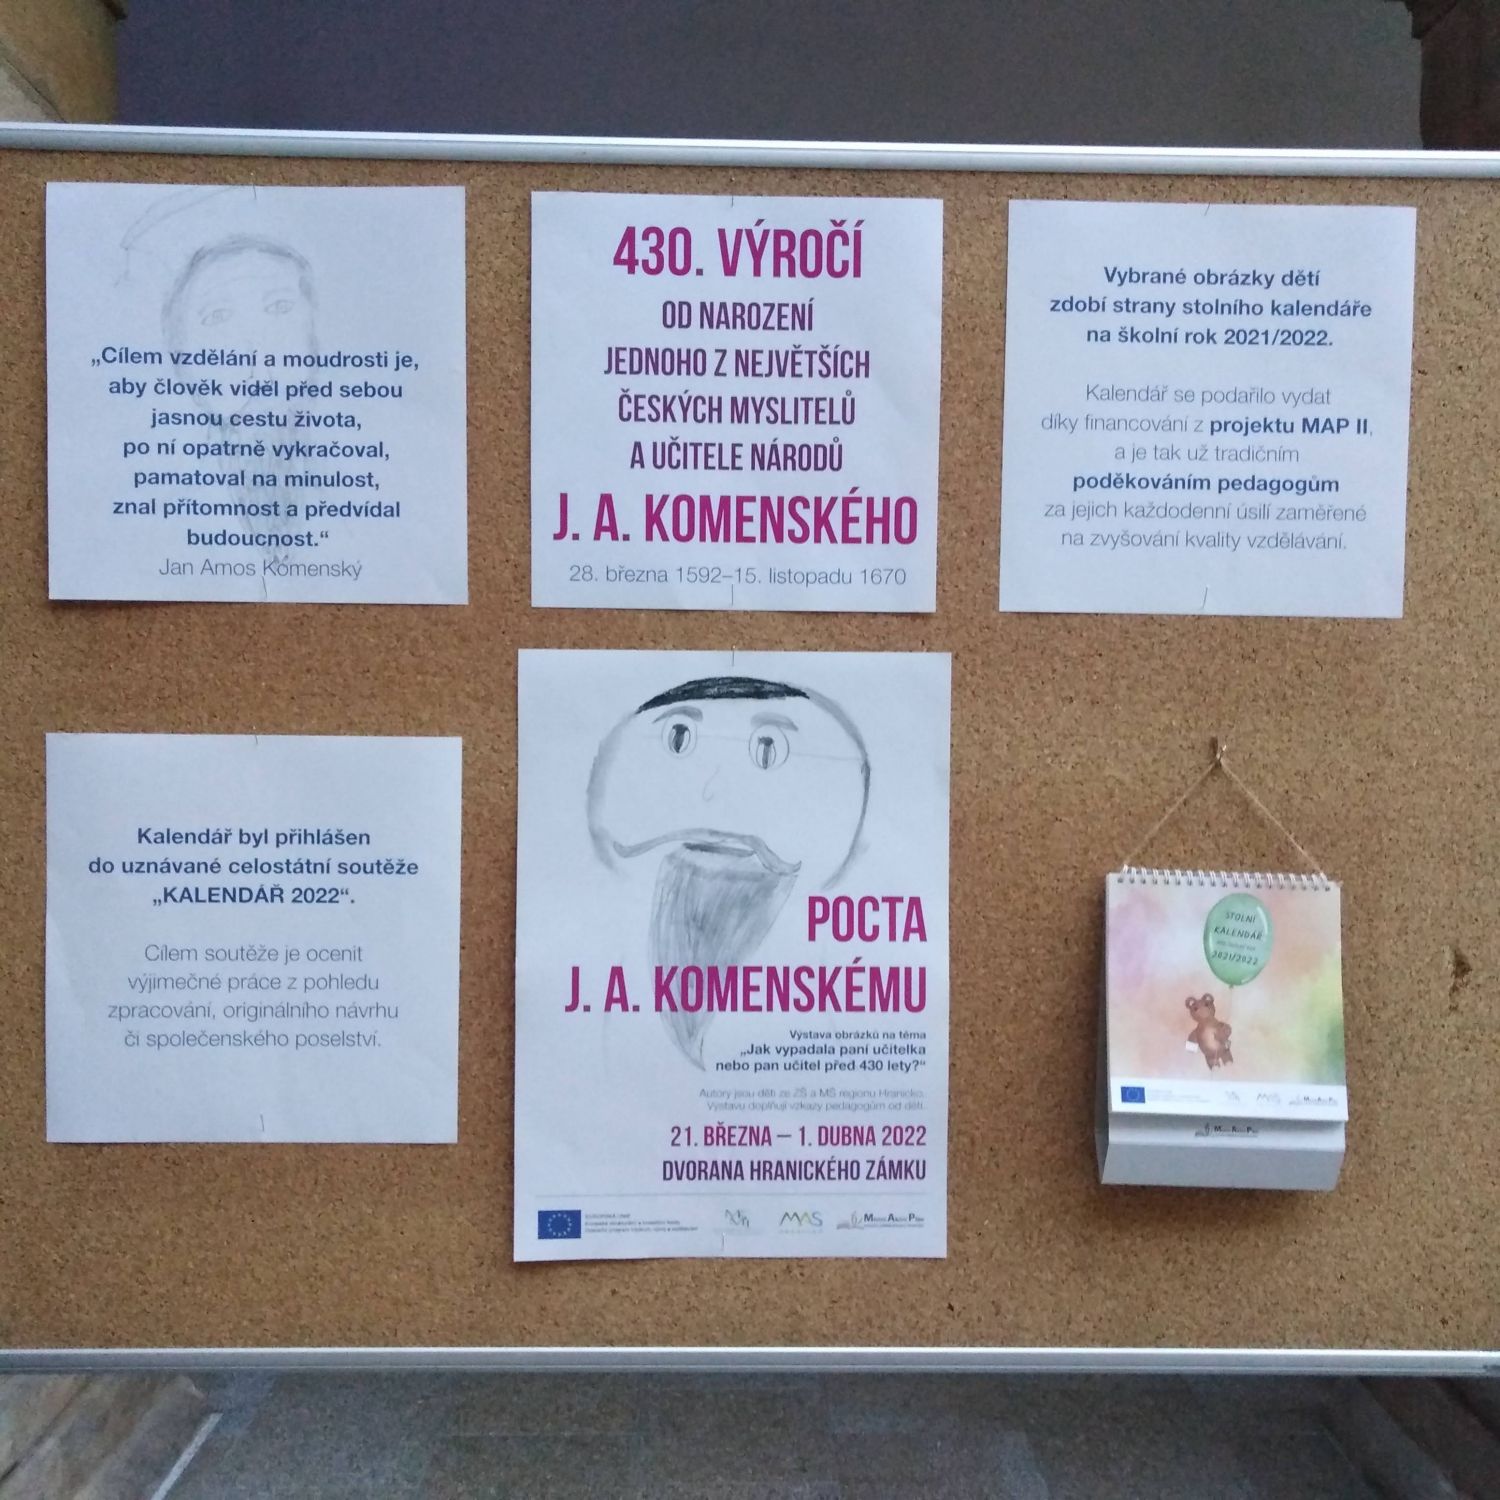 „Cílem vzdělání a moudrosti je,
aby člověk viděl před sebou
jasnou cestu života,
po ní opatrně vykračoval,
pamatoval na minulost,
znal přítomnost a předvídal
budoucnost.“
Jan Amos Komenský
430. VÝROČÍ
OD NAROZENÍ
JEDNOHO Z NEJVĚTŠÍCH
ČESKÝCH MYSLITELŮ
A UČITELE NÁRODŮ
J. A. KOMENSKÉHO
28. března 1592–15. listopadu 1670
Vybrané obrázky dětí
zdobí strany stolního kalendáře
na školní rok 2021/2022.
Kalendář se podařilo vydat
díky financování z projektu MAP II,
a je tak už tradičním
poděkováním pedagogům
za jejich každodenní úsilí zaměřené
na zvyšování kvality vzdělávání.
Kalendář byl přihlášen
do uznávané celostátní soutěže
„KALENDÁŘ 2022“.
Cílem soutěže je ocenit
výjimečné práce z pohledu
zpracování, originálního návrhu
či společenského poselství.
POCTA
J. A. KOMENSKÉMU
Výstava obrázků na téma
„Jak vypadala paní učitelka
nebo pan učitel před 430 lety?“
Autory jsou děti ze ZŠ a MŠ regionu Hranicko.
Výstavu doplňují vzkazy pedagogům od dětí.
21. BŘEZNA – 1. DUBNA 2022
DVORANA HRANICKÉHO ZÁMKU
EVROPSKÁ UNIE
MAS
STOLNÍ
KALENDÁŘ
2021/2022
MAS